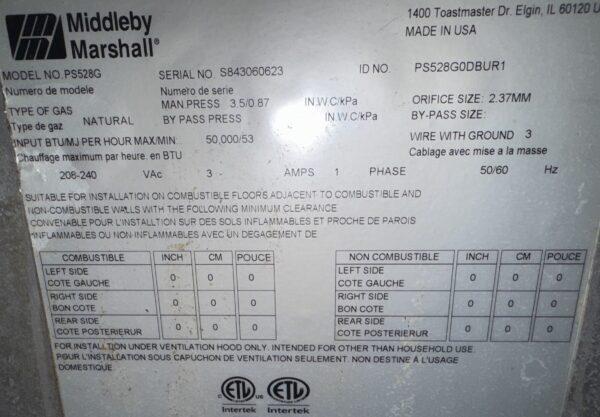 Middleby
Marshall®
1400 Toastmaster Dr. Elgin, IL 60120 U
MADE IN USA
MODEL NO. PS528G SERIAL NO. S843060623 ID NO. PS528G0DBUR1
Numero de modele Numero de serie
TYPE OF GAS NATURAL MAN PRESS 3.5/0.87 IN.W.C/kPa ORIFICE SIZE: 2.37MM
Type de gaz BY PASS PRESS IN.W.C/kPa BY-PASS SIZE:
INPUT BTU/MJ PER HOUR MAX/MIN: 50,000/53 WIRE WITH GROUND 3
Chauffage maximum par heure. en BTU Cablage avec mise a la masse
208-240 VAc 3 - AMPS 1 PHASE 50/60 Hz
SUITABLE FOR INSTALLATION ON COMBUSTIBLE FLOORS ADJACENT TO COMBUSTIBLE AND
NON-COMBUSTIBLE WALLS WITH THE FOLLOWING MINIMUM CLEARANCE
CONVENABLE POUR L'INSTALLTION SUR DES SOLS INFLAMMABLES ET PROCHE DE PAROIS
INFLAMMABLES OU NON-INFLAMMABLES AVEC UN DEGAGEMENT DE
COMBUSTIBLE INCH CM POUCE NON COMBUSTIBLE INCH CM POUCE
LEFT SIDE
COTE GAUCHE 0 0 0 LEFT SIDE
COTE GAUCHE 0 0 0
RIGHT SIDE
BON COTE 0 0 0 RIGHT SIDE
BON COTE 0 0 0
REAR SIDE
COTE POSTERIERUR 0 0 0 REAR SIDE
COTE POSTERIERUR 0 0 0
FOR INSTALLATION UNDER VENTILATION HOOD ONLY. INTENDED FOR OTHER THAN HOUSEHOLD USE.
POUR L'INSTALLATION SOUS CAPUCHON DE VENTILATION SEULEMENT. NON DESTINE À L'USAGE
DOMESTIQUE.
C ETL US ETL
Intertek Intertek